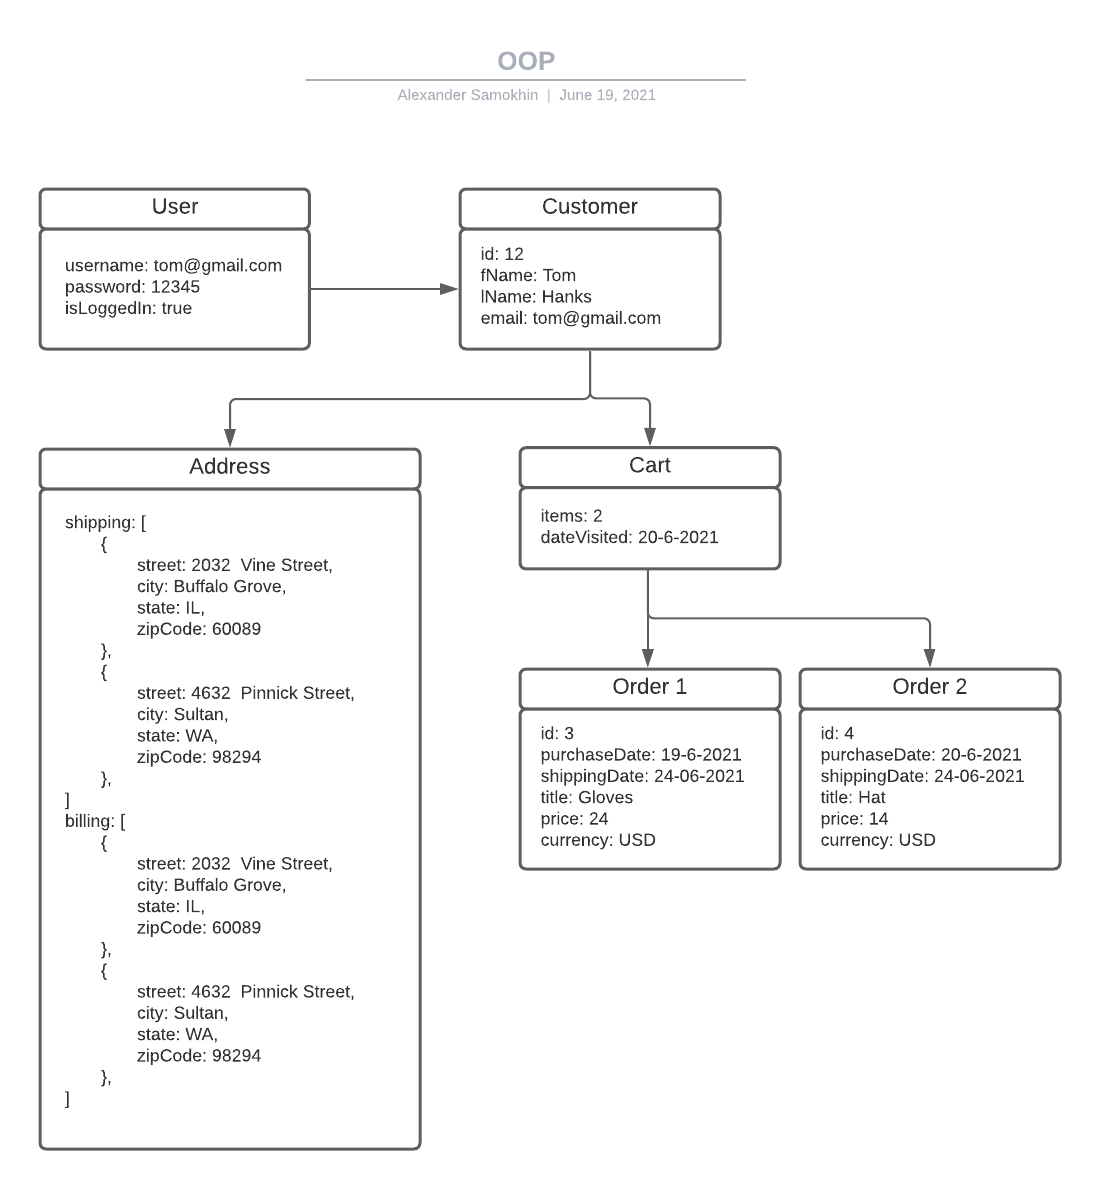 OOP
Alexander Samokhin | June 19, 2021
User
username: tom@gmail.com
password: 12345
isLoggedIn: true
Customer
id: 12
fName: Tom
lName: Hanks
email: tom@gmail.com
Address
shipping: [
{
street: 2032  Vine Street,
city: Buffalo Grove,
state: IL,
zipCode: 60089
},
{
street: 4632  Pinnick Street,
city: Sultan,
state: WA,
zipCode: 98294
},
]
billing: [
{
street: 2032  Vine Street,
city: Buffalo Grove,
state: IL,
zipCode: 60089
},
{
street: 4632  Pinnick Street,
city: Sultan,
state: WA,
zipCode: 98294
},
]
Cart
items: 2
dateVisited: 20-6-2021
Order 1
id: 3
purchaseDate: 19-6-2021
shippingDate: 24-06-2021
title: Gloves
price: 24
currency: USD
Order 2
id: 4
purchaseDate: 20-6-2021
shippingDate: 24-06-2021
title: Hat
price: 14
currency: USD